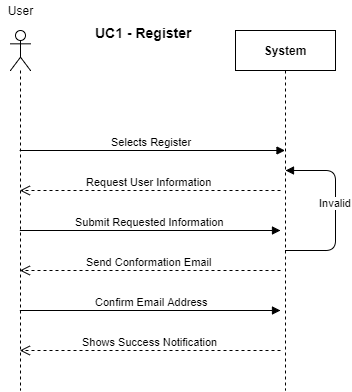 User
UC1 - Register
System
Selects Register
Request User Information
Invalid
Submit Requested Information
Send Conformation Email
Confirm Email Address
Shows Success Notification